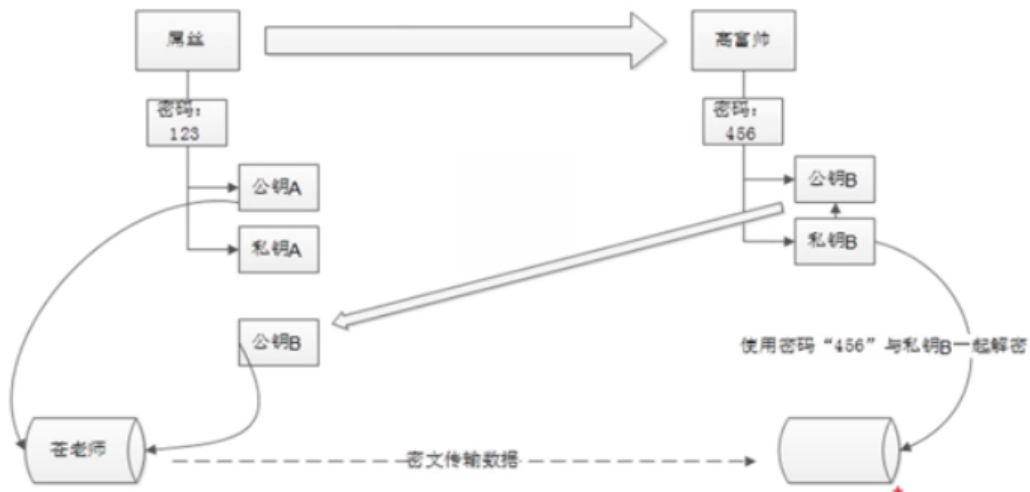 屌丝
高富帅
密码：
123
密码：
456
公钥A
公钥B
私钥A
私钥B
公钥B
使用密码“456”与私钥B一起解密
苍老师
密文传输数据